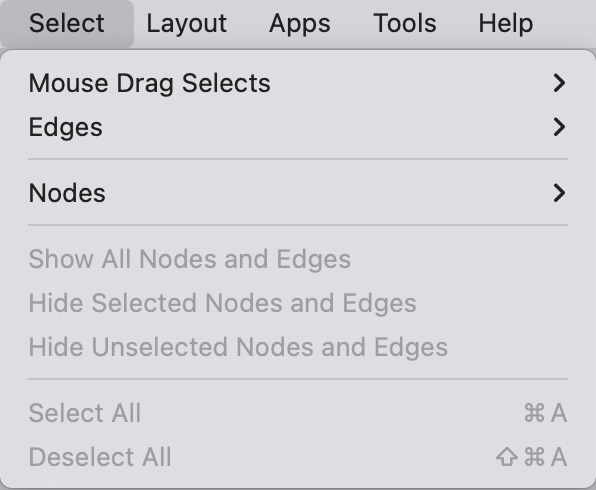 Select Layout Apps Tools Help
Mouse Drag Selects
Edges
Nodes
Show All Nodes and Edges
Hide Selected Nodes and Edges
Hide Unselected Nodes and Edges
Select All ⌘ A
Deselect All ⇧ ⌘ A